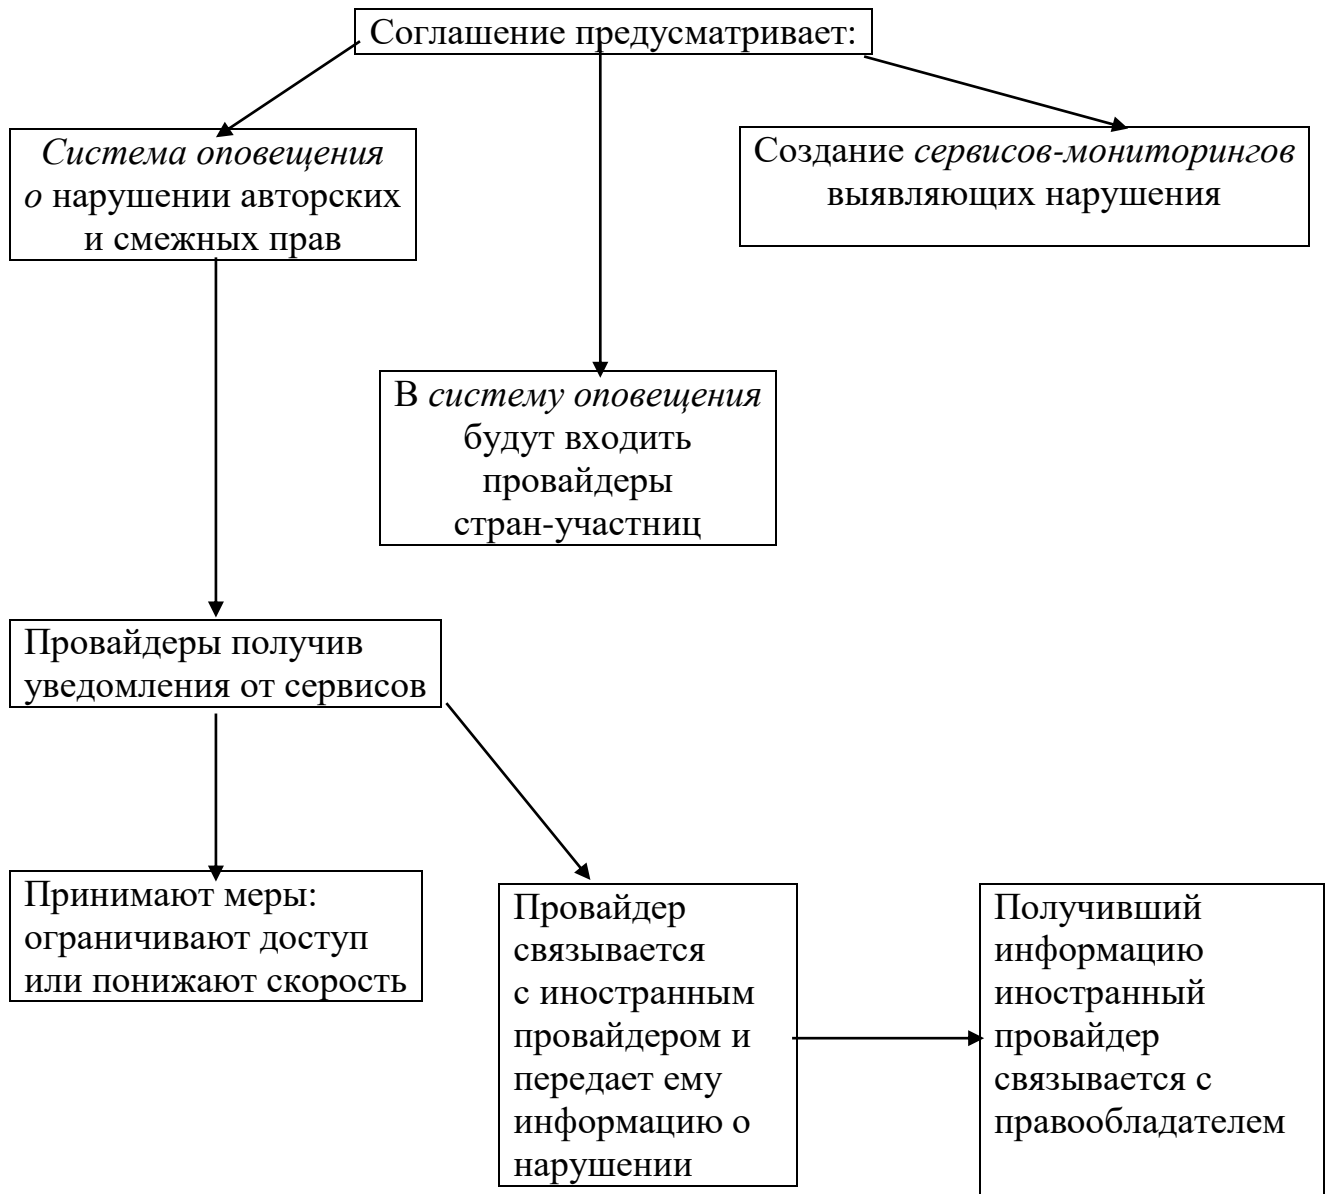 Соглашение предусматривает:
Система оповещения
о нарушении авторских
и смежных прав
Создание сервисов-мониторингов
выявляющих нарушения
В систему оповещения
будут входить
провайдеры
стран-участниц
Провайдеры получив
уведомления от сервисов
Принимают меры:
ограничивают доступ
или понижают скорость
Провайдер
связывается
с иностранным
провайдером и
передает ему
информацию о
нарушении
Получивший
информацию
иностранный
провайдер
связывается с
правообладателем